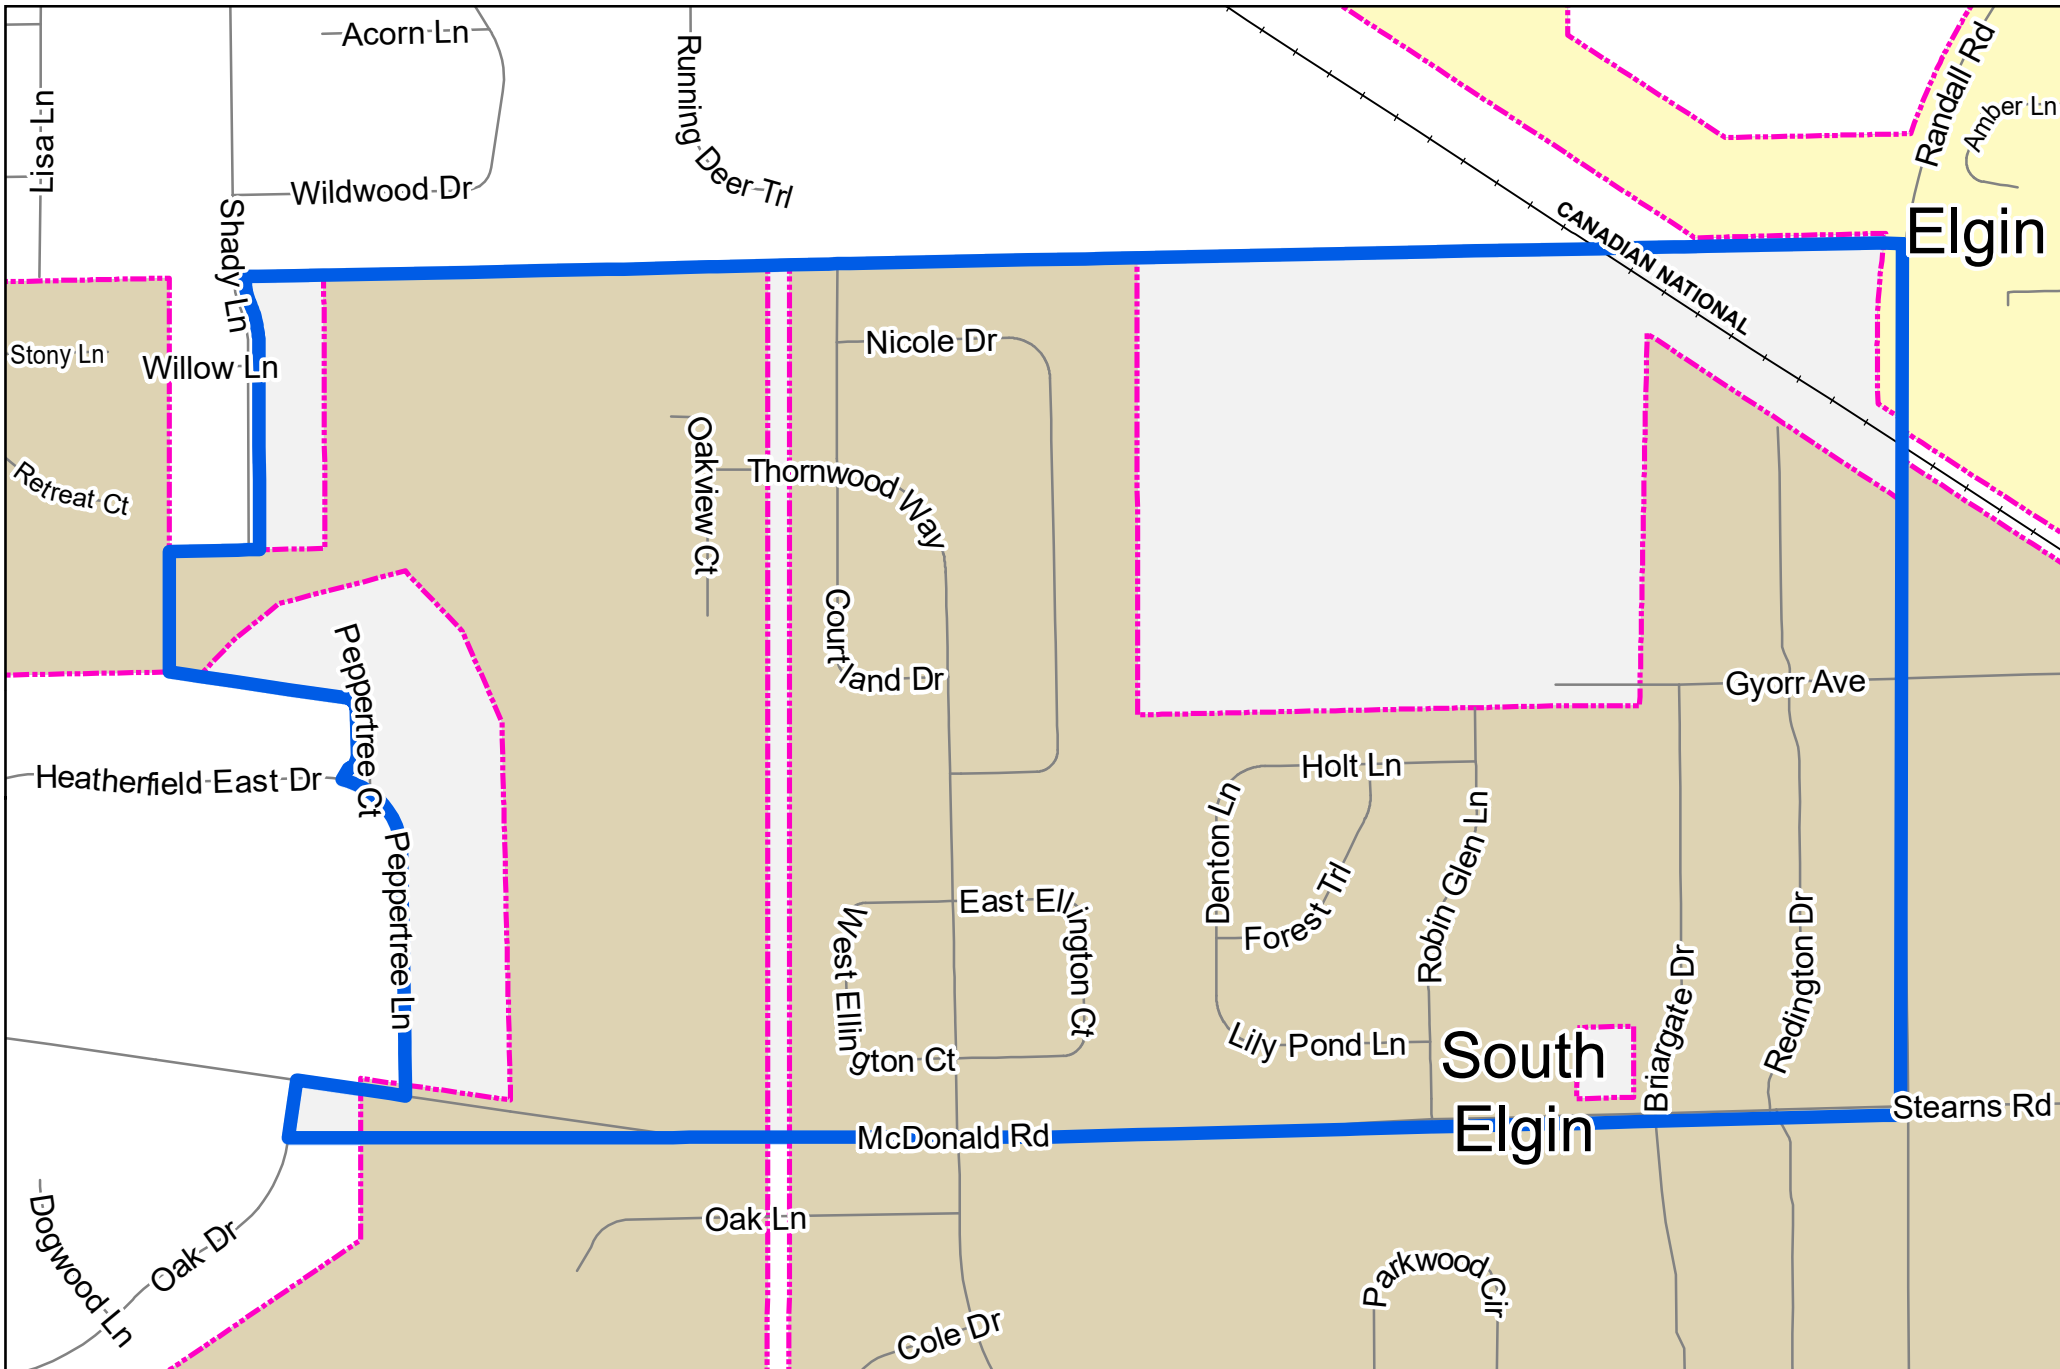 Acorn Ln
Running Deer Trl
Randall Rd
Amber Ln
Lisa Ln
Wildwood Dr
Shady Ln
CANADIAN NATIONAL
Elgin
Stony Ln
Willow Ln
Nicole Dr
Retreat Ct
Oakview Ct
Thornwood Way
Courtland Dr
Peppertree Ct
Gyorr Ave
Heatherfield East Dr
Holt Ln
Denton Ln
Robin Glen Ln
Peppertree Ln
East Ellington Ct
West Ellington Ct
Forest Trl
Redington Dr
Briargate Dr
Lily Pond Ln
South
Elgin
Stearns Rd
McDonald Rd
Oak Ln
Dogwood Ln
Oak Dr
Parkwood Cir
Cole Dr